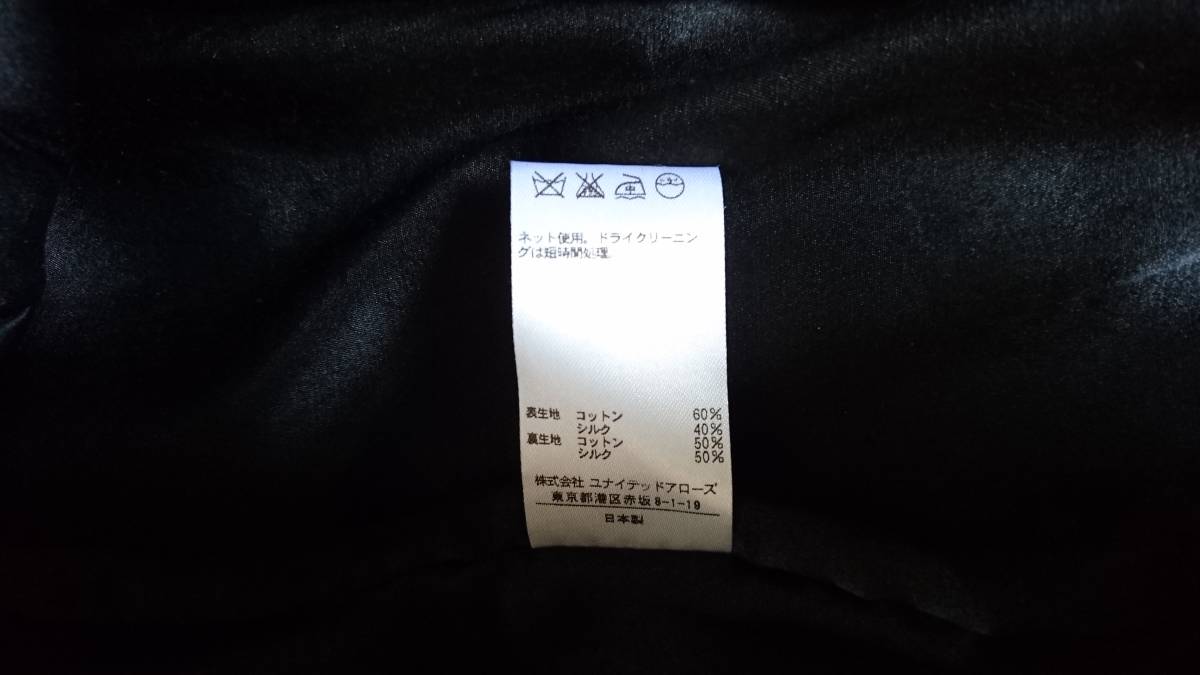 中
ネット使用。ドライクリーニン
グは短時間処理。
表生地 コットン 60%
シルク 40%
裏生地 コットン 50%
シルク 50%
株式会社 ユナイテッドアローズ
東京都港区赤坂8-1-19
日本製